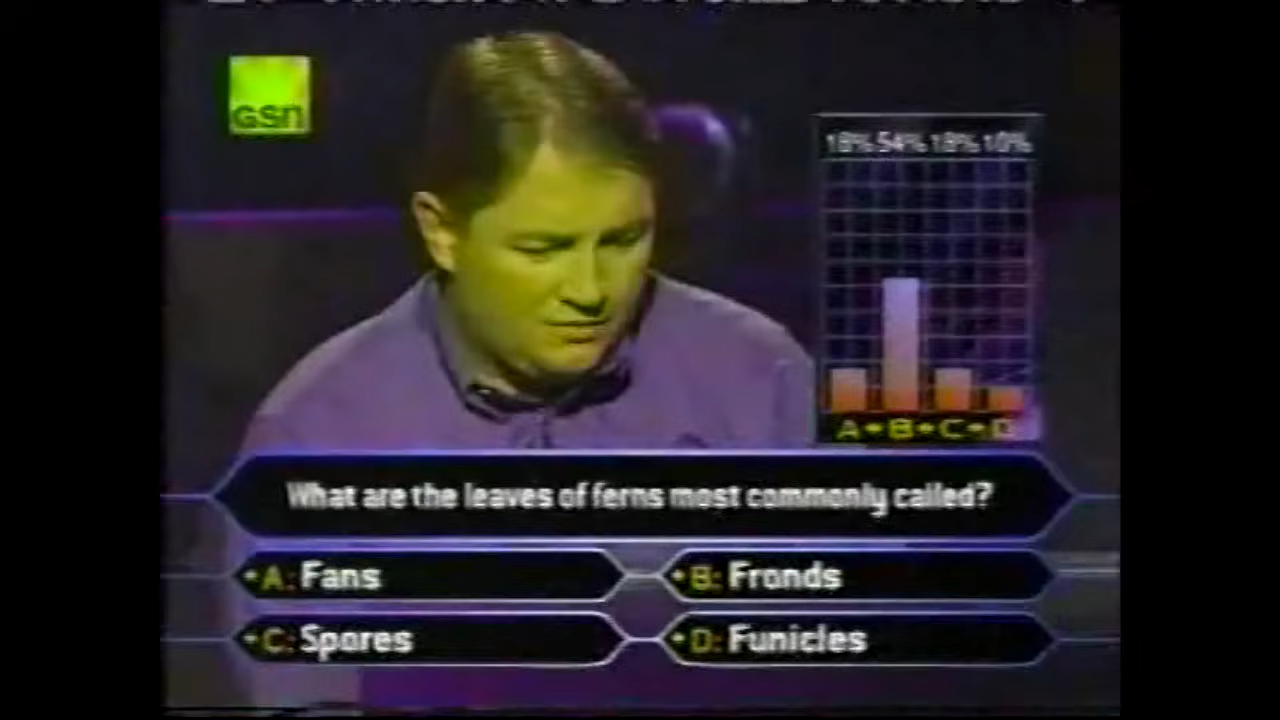 GSN
18% 54% 18% 10%
A B C D
What are the leaves of ferns most commonly called?
A: Fans
B: Fronds
C: Spores
D: Funicles